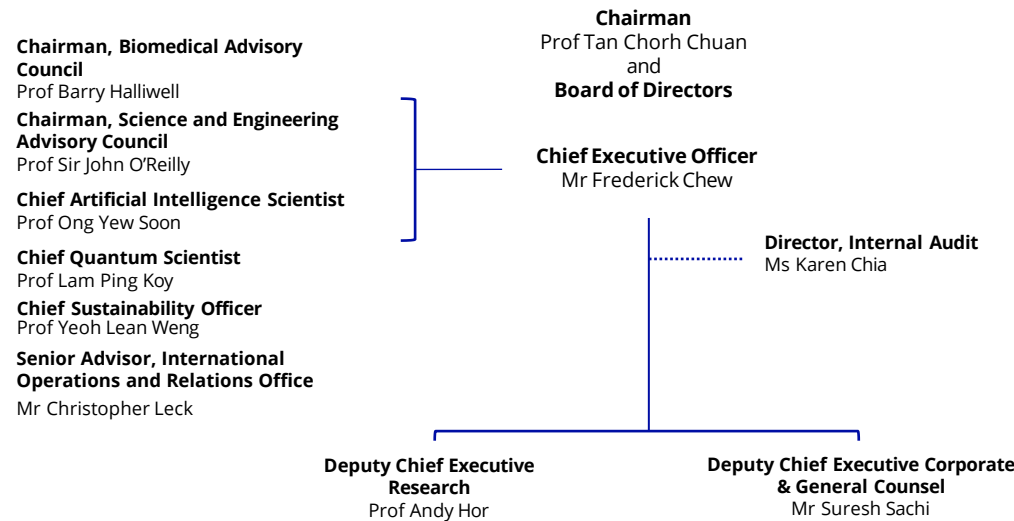 Chairman
Prof Tan Chorh Chuan
and
Board of Directors
Chairman, Biomedical Advisory
Council
Prof Barry Halliwell
Chairman, Science and Engineering
Advisory Council
Prof Sir John O’Reilly
Chief Artificial Intelligence Scientist
Prof Ong Yew Soon
Chief Quantum Scientist
Prof Lam Ping Koy
Chief Sustainability Officer
Prof Yeoh Lean Weng
Senior Advisor, International
Operations and Relations Office
Mr Christopher Leck
Chief Executive Officer
Mr Frederick Chew
Director, Internal Audit
Ms Karen Chia
Deputy Chief Executive
Research
Prof Andy Hor
Deputy Chief Executive Corporate
& General Counsel
Mr Suresh Sachi